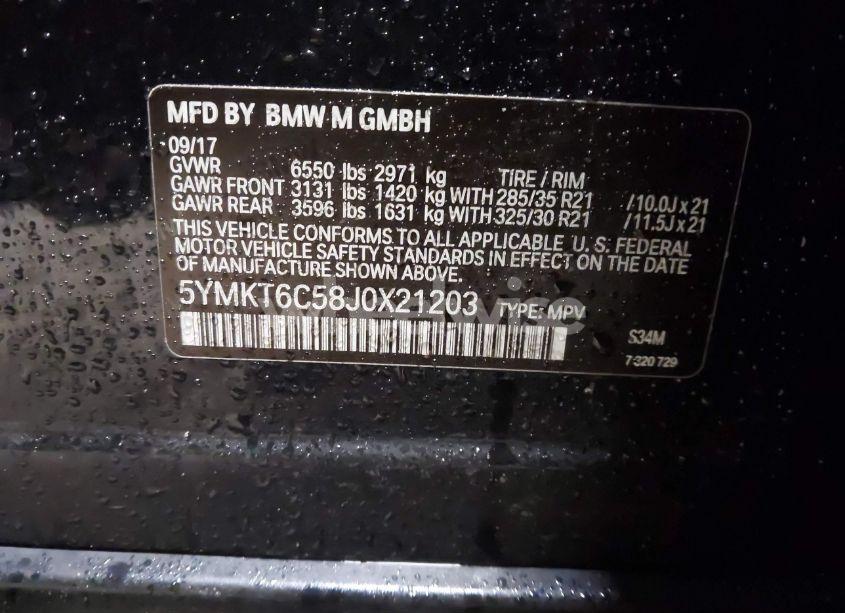 MFD BY BMW M GMBH
09/17
GVWR 6550 lbs 2971 kg TIRE / RIM
GAWR FRONT 3131 lbs 1420 kg WITH 285/35 R21 /10.0J x 21
GAWR REAR 3596 lbs 1631 kg WITH 325/30 R21 /11.5J x 21
THIS VEHICLE CONFORMS TO ALL APPLICABLE U.S. FEDERAL
MOTOR VEHICLE SAFETY STANDARDS IN EFFECT ON THE DATE
OF MANUFACTURE SHOWN ABOVE.
5YMKT6C58J0X21203 TYPE: MPV
S34M
7 320 729